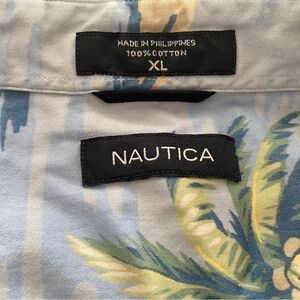 MADE IN PHILIPPINES
100% COTTON
XL
NAUTICA